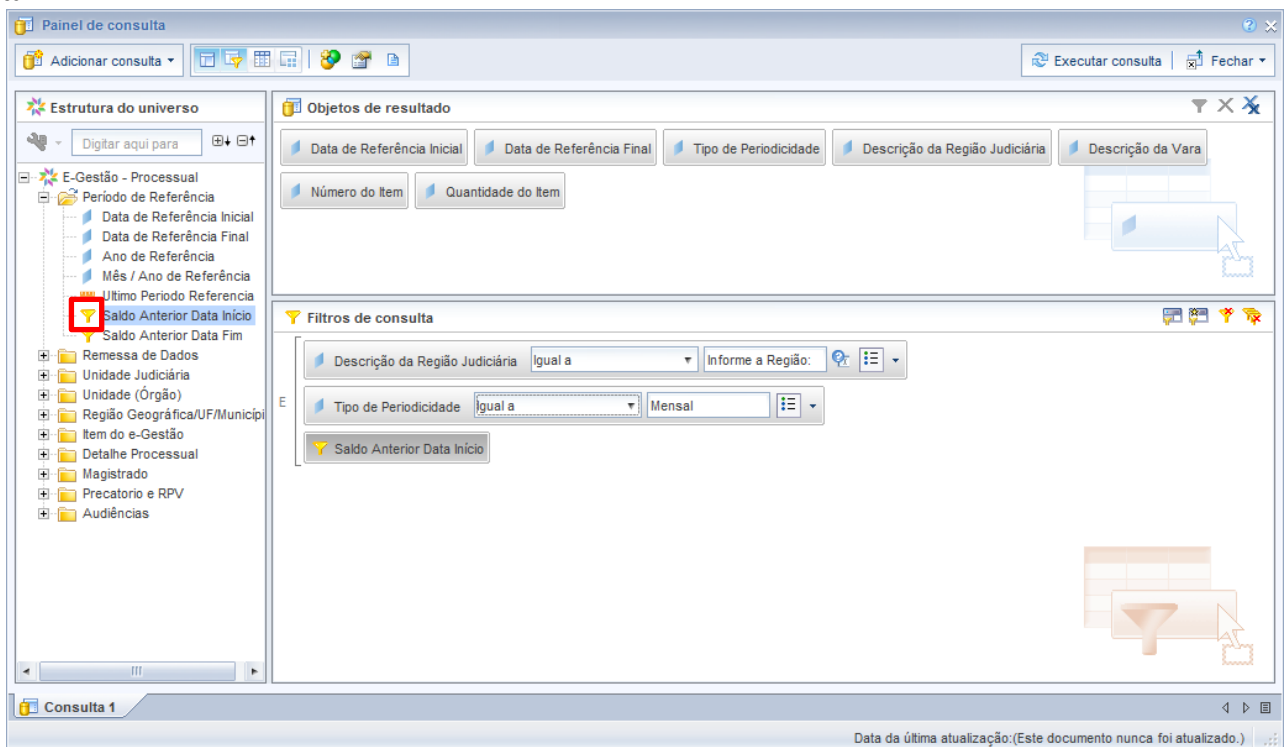 Painel de consulta
Adicionar consulta
Executar consulta
Fechar
Estrutura do universo
Digitar aqui para
E-Gestão - Processual
Período de Referência
Data de Referência Inicial
Data de Referência Final
Ano de Referência
Mês / Ano de Referência
Ultimo Periodo Referencia
Saldo Anterior Data Início
Saldo Anterior Data Fim
Remessa de Dados
Unidade Judiciária
Unidade (Órgão)
Região Geográfica/UF/Municípi
Item do e-Gestão
Detalhe Processual
Magistrado
Precatorio e RPV
Audiências
Objetos de resultado
Data de Referência Inicial Data de Referência Final Tipo de Periodicidade Descrição da Região Judiciária Descrição da Vara
Número do Item Quantidade do Item
Filtros de consulta
Descrição da Região Judiciária Igual a Informe a Região:
E
Tipo de Periodicidade Igual a Mensal
Saldo Anterior Data Início
Consulta 1
Data da última atualização:(Este documento nunca foi atualizado.)